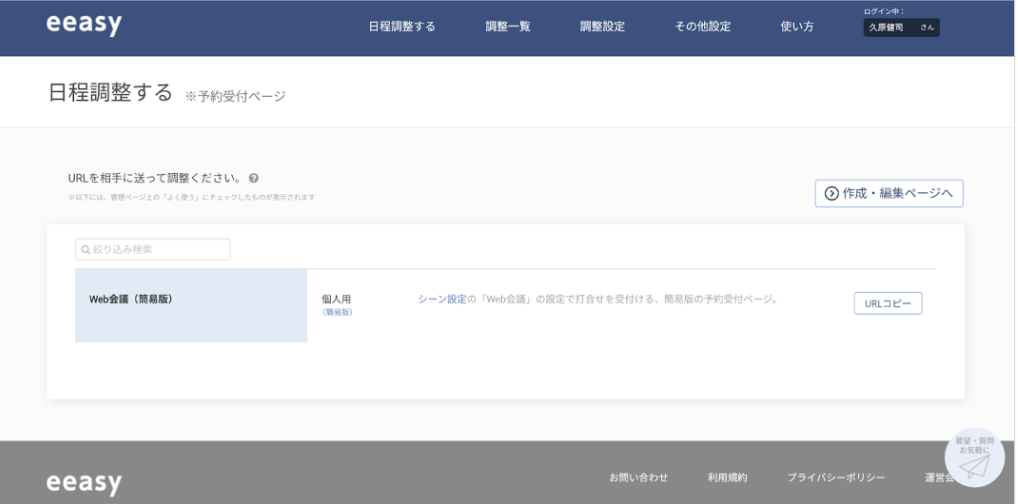 eeasy
日程調整する 調整一覧 調整設定 その他設定 使い方
ログイン中：
久原健司 さん
日程調整する ※予約受付ページ
URLを相手に送って調整ください。
※以下には、管理ページ上の「よく使う」にチェックしたものが表示されます
作成・編集ページへ
絞り込み検索
Web会議（簡易版）
個人用
（簡易版）
シーン設定の「Web会議」の設定で打合せを受付ける、簡易版の予約受付ページ。
URLコピー
要望・質問
お気軽に
eeasy
お問い合わせ 利用規約 プライバシーポリシー 運営会